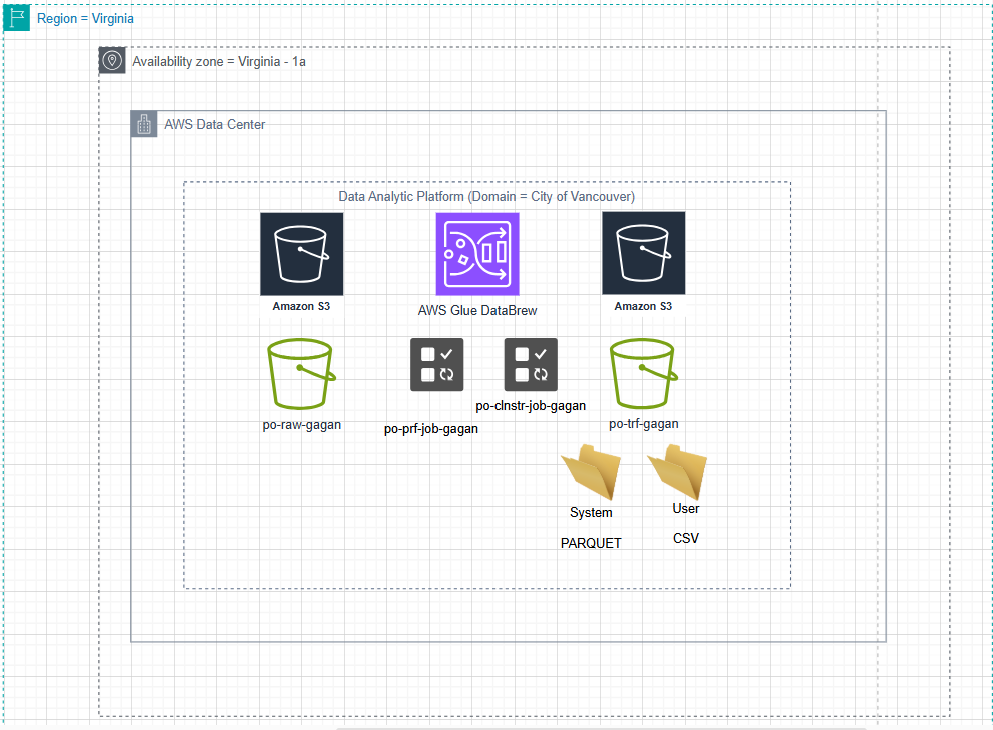 Region = Virginia
Availability zone = Virginia - 1a
AWS Data Center
Data Analytic Platform (Domain = City of Vancouver)
Amazon S3
AWS Glue DataBrew
Amazon S3
po-raw-gagan
po-prf-job-gagan
po-clnstr-job-gagan
po-trf-gagan
System
User
PARQUET
CSV